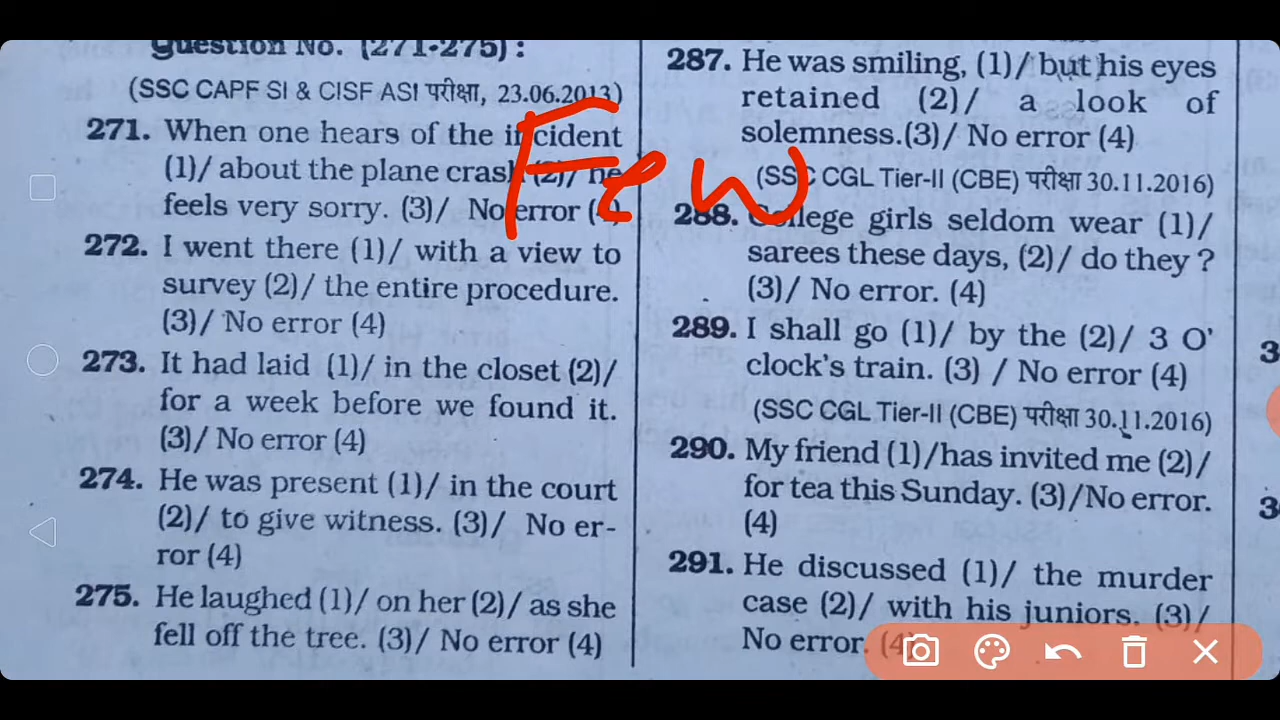 Question No. (271-275) :
(SSC CAPF SI & CISF ASI परीक्षा, 23.06.2013)
271. When one hears of the incident
(1)/ about the plane crash (2)/ he
feels very sorry. (3)/ No error (4)
272. I went there (1)/ with a view to
survey (2)/ the entire procedure.
(3)/ No error (4)
273. It had laid (1)/ in the closet (2)/
for a week before we found it.
(3)/ No error (4)
274. He was present (1)/ in the court
(2)/ to give witness. (3)/ No er-
ror (4)
275. He laughed (1)/ on her (2)/ as she
fell off the tree. (3)/ No error (4)
Few
287. He was smiling, (1)/ but his eyes
retained (2)/ a look of
solemness.(3)/ No error (4)
(SSC CGL Tier-II (CBE) परीक्षा 30.11.2016)
288. College girls seldom wear (1)/
sarees these days, (2)/ do they ?
(3)/ No error. (4)
289. I shall go (1)/ by the (2)/ 3 O'
clock's train. (3) / No error (4)
(SSC CGL Tier-II (CBE) परीक्षा 30.11.2016)
290. My friend (1)/has invited me (2)/
for tea this Sunday. (3)/No error.
(4)
291. He discussed (1)/ the murder
case (2)/ with his juniors. (3)/
No error. (4)
3
3